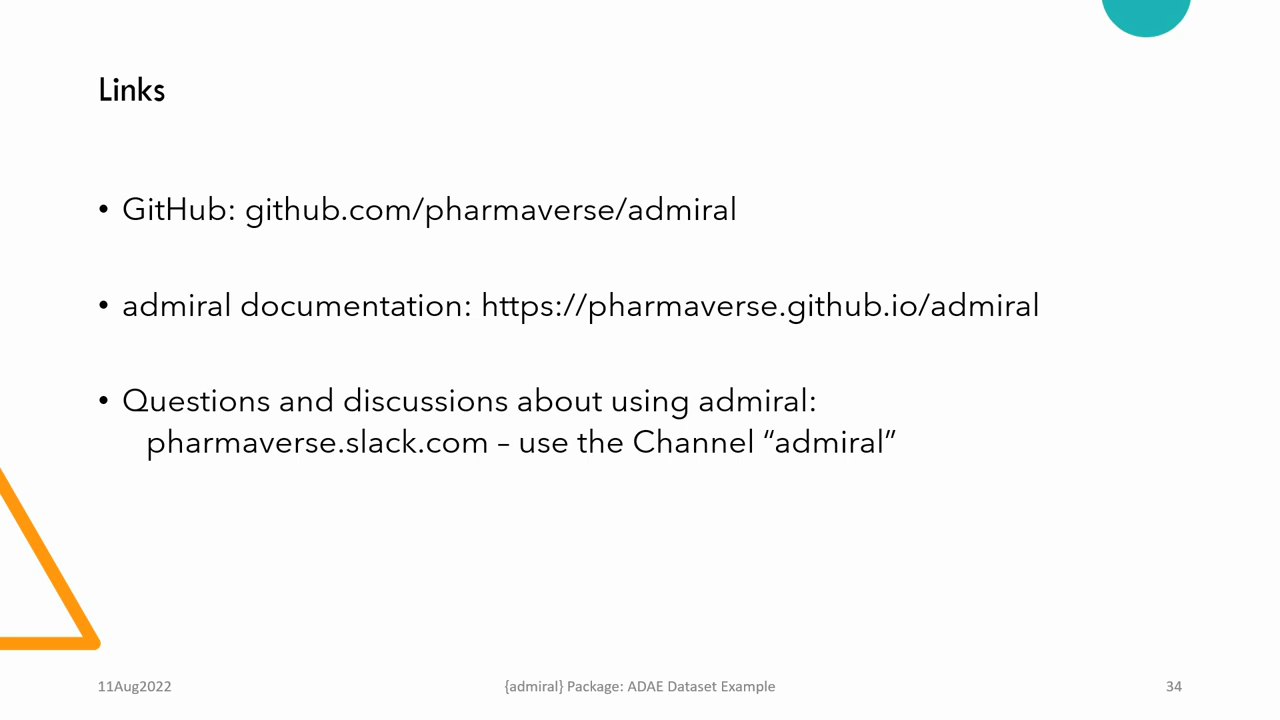 Links
• GitHub: github.com/pharmaverse/admiral
• admiral documentation: https://pharmaverse.github.io/admiral
• Questions and discussions about using admiral:
pharmaverse.slack.com – use the Channel “admiral”
11Aug2022
{admiral} Package: ADAE Dataset Example
34